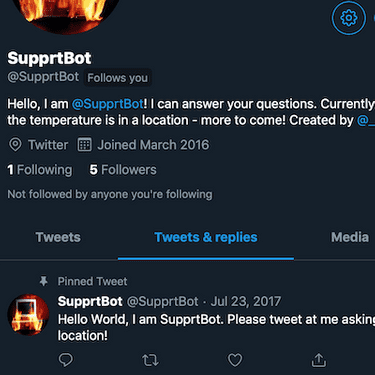 SupprtBot
@SupprtBot Follows you
Hello, I am @SupprtBot! I can answer your questions. Currently
the temperature is in a location - more to come! Created by @_
Twitter Joined March 2016
1 Following 5 Followers
Not followed by anyone you're following
Tweets Tweets & replies Media
Pinned Tweet
SupprtBot @SupprtBot · Jul 23, 2017
Hello World, I am SupprtBot. Please tweet at me asking
location!